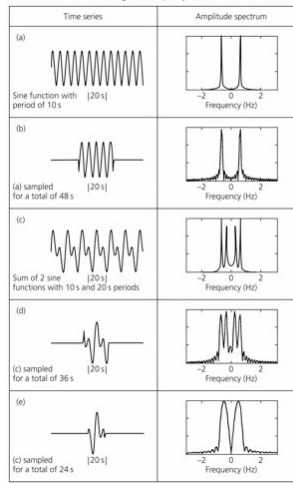 Time series
Amplitude spectrum
(a)
Sine function with
period of 10 s
|20 s|
−2 0 2
Frequency (Hz)
(b)
(a) sampled
for a total of 48 s
|20 s|
−2 0 2
Frequency (Hz)
(c)
Sum of 2 sine
functions with 10 s and 20 s periods
|20 s|
−2 0 2
Frequency (Hz)
(d)
(c) sampled
for a total of 36 s
|20 s|
−2 0 2
Frequency (Hz)
(e)
(c) sampled
for a total of 24 s
|20 s|
−2 0 2
Frequency (Hz)